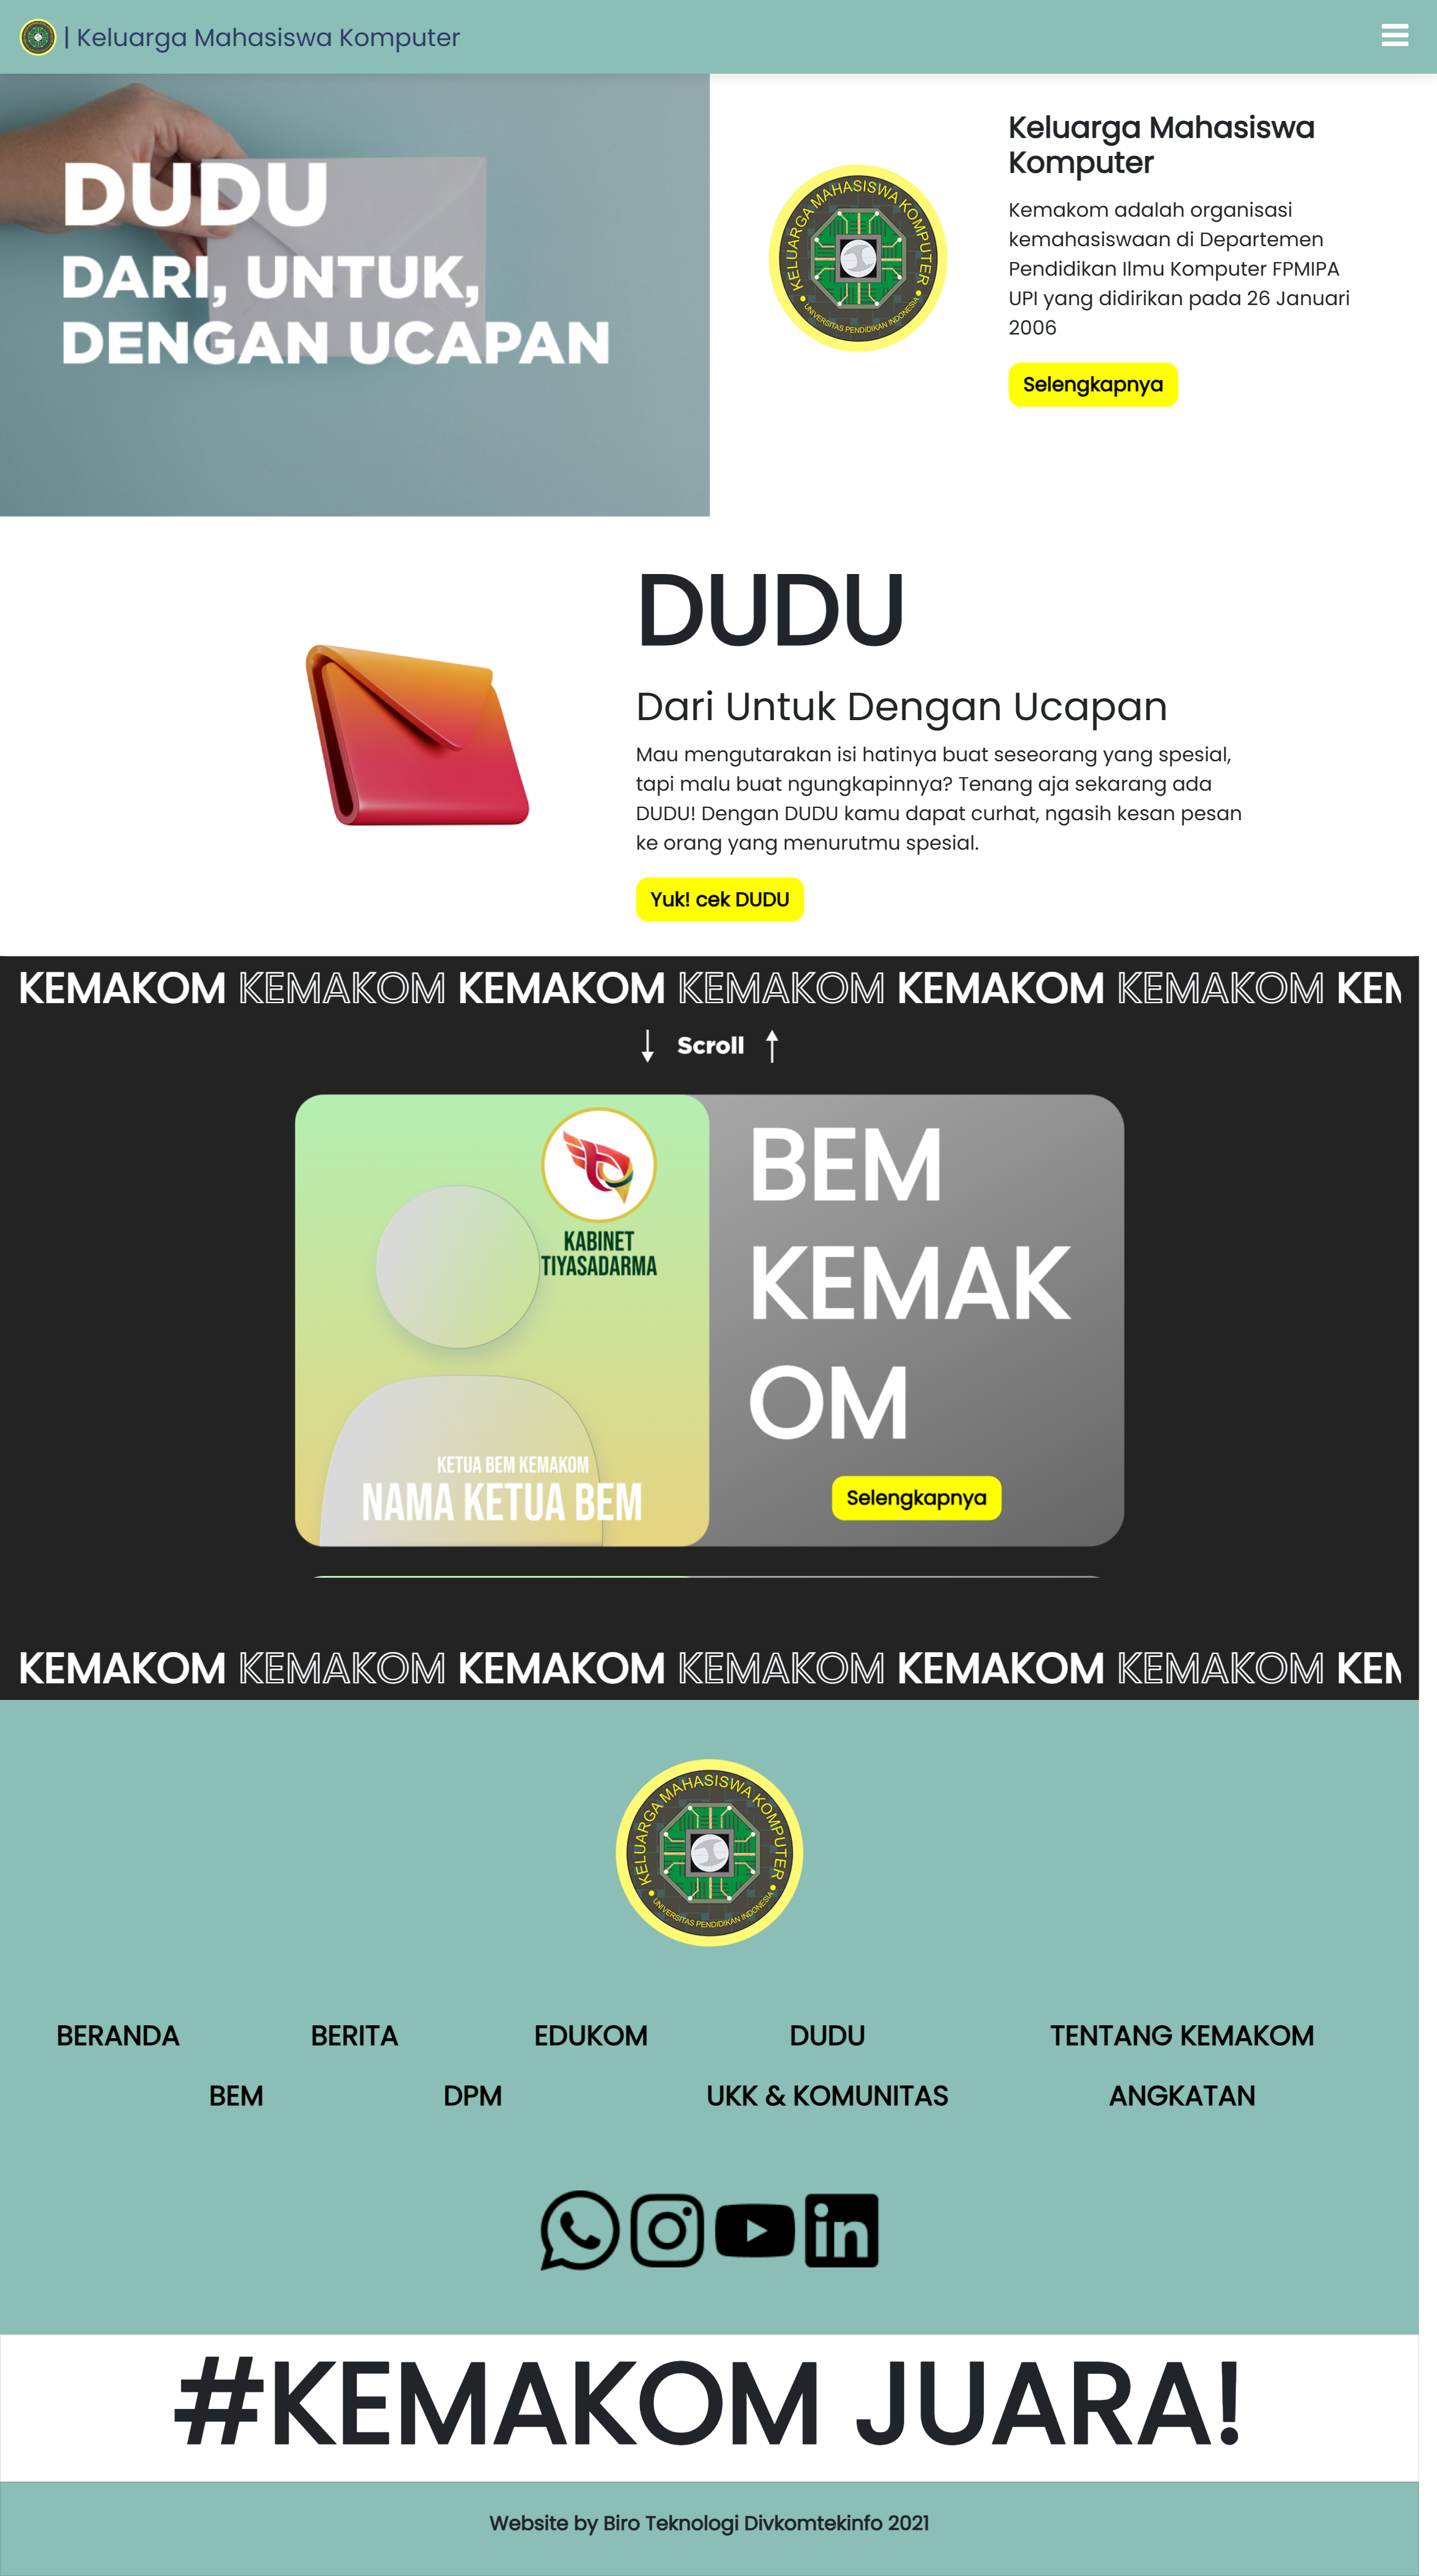 | Keluarga Mahasiswa Komputer
DUDU
DARI, UNTUK,
DENGAN UCAPAN
KELUARGA MAHASISWA KOMPUTER
UNIVERSITAS PENDIDIKAN INDONESIA
Keluarga Mahasiswa
Komputer
Kemakom adalah organisasi
kemahasiswaan di Departemen
Pendidikan Ilmu Komputer FPMIPA
UPI yang didirikan pada 26 Januari
2006
Selengkapnya
DUDU
Dari Untuk Dengan Ucapan
Mau mengutarakan isi hatinya buat seseorang yang spesial,
tapi malu buat ngungkapinnya? Tenang aja sekarang ada
DUDU! Dengan DUDU kamu dapat curhat, ngasih kesan pesan
ke orang yang menurutmu spesial.
Yuk! cek DUDU
KEMAKOM KEMAKOM KEMAKOM KEMAKOM KEMAKOM KEMAKOM KEM
Scroll
KABINET
TIYASADARMA
KETUA BEM KEMAKOM
NAMA KETUA BEM
BEM
KEMAK
OM
Selengkapnya
KEMAKOM KEMAKOM KEMAKOM KEMAKOM KEMAKOM KEMAKOM KEM
KELUARGA MAHASISWA KOMPUTER
UNIVERSITAS PENDIDIKAN INDONESIA
BERANDA BERITA EDUKOM DUDU TENTANG KEMAKOM
BEM DPM UKK & KOMUNITAS ANGKATAN
#KEMAKOM JUARA!
Website by Biro Teknologi Divkomtekinfo 2021